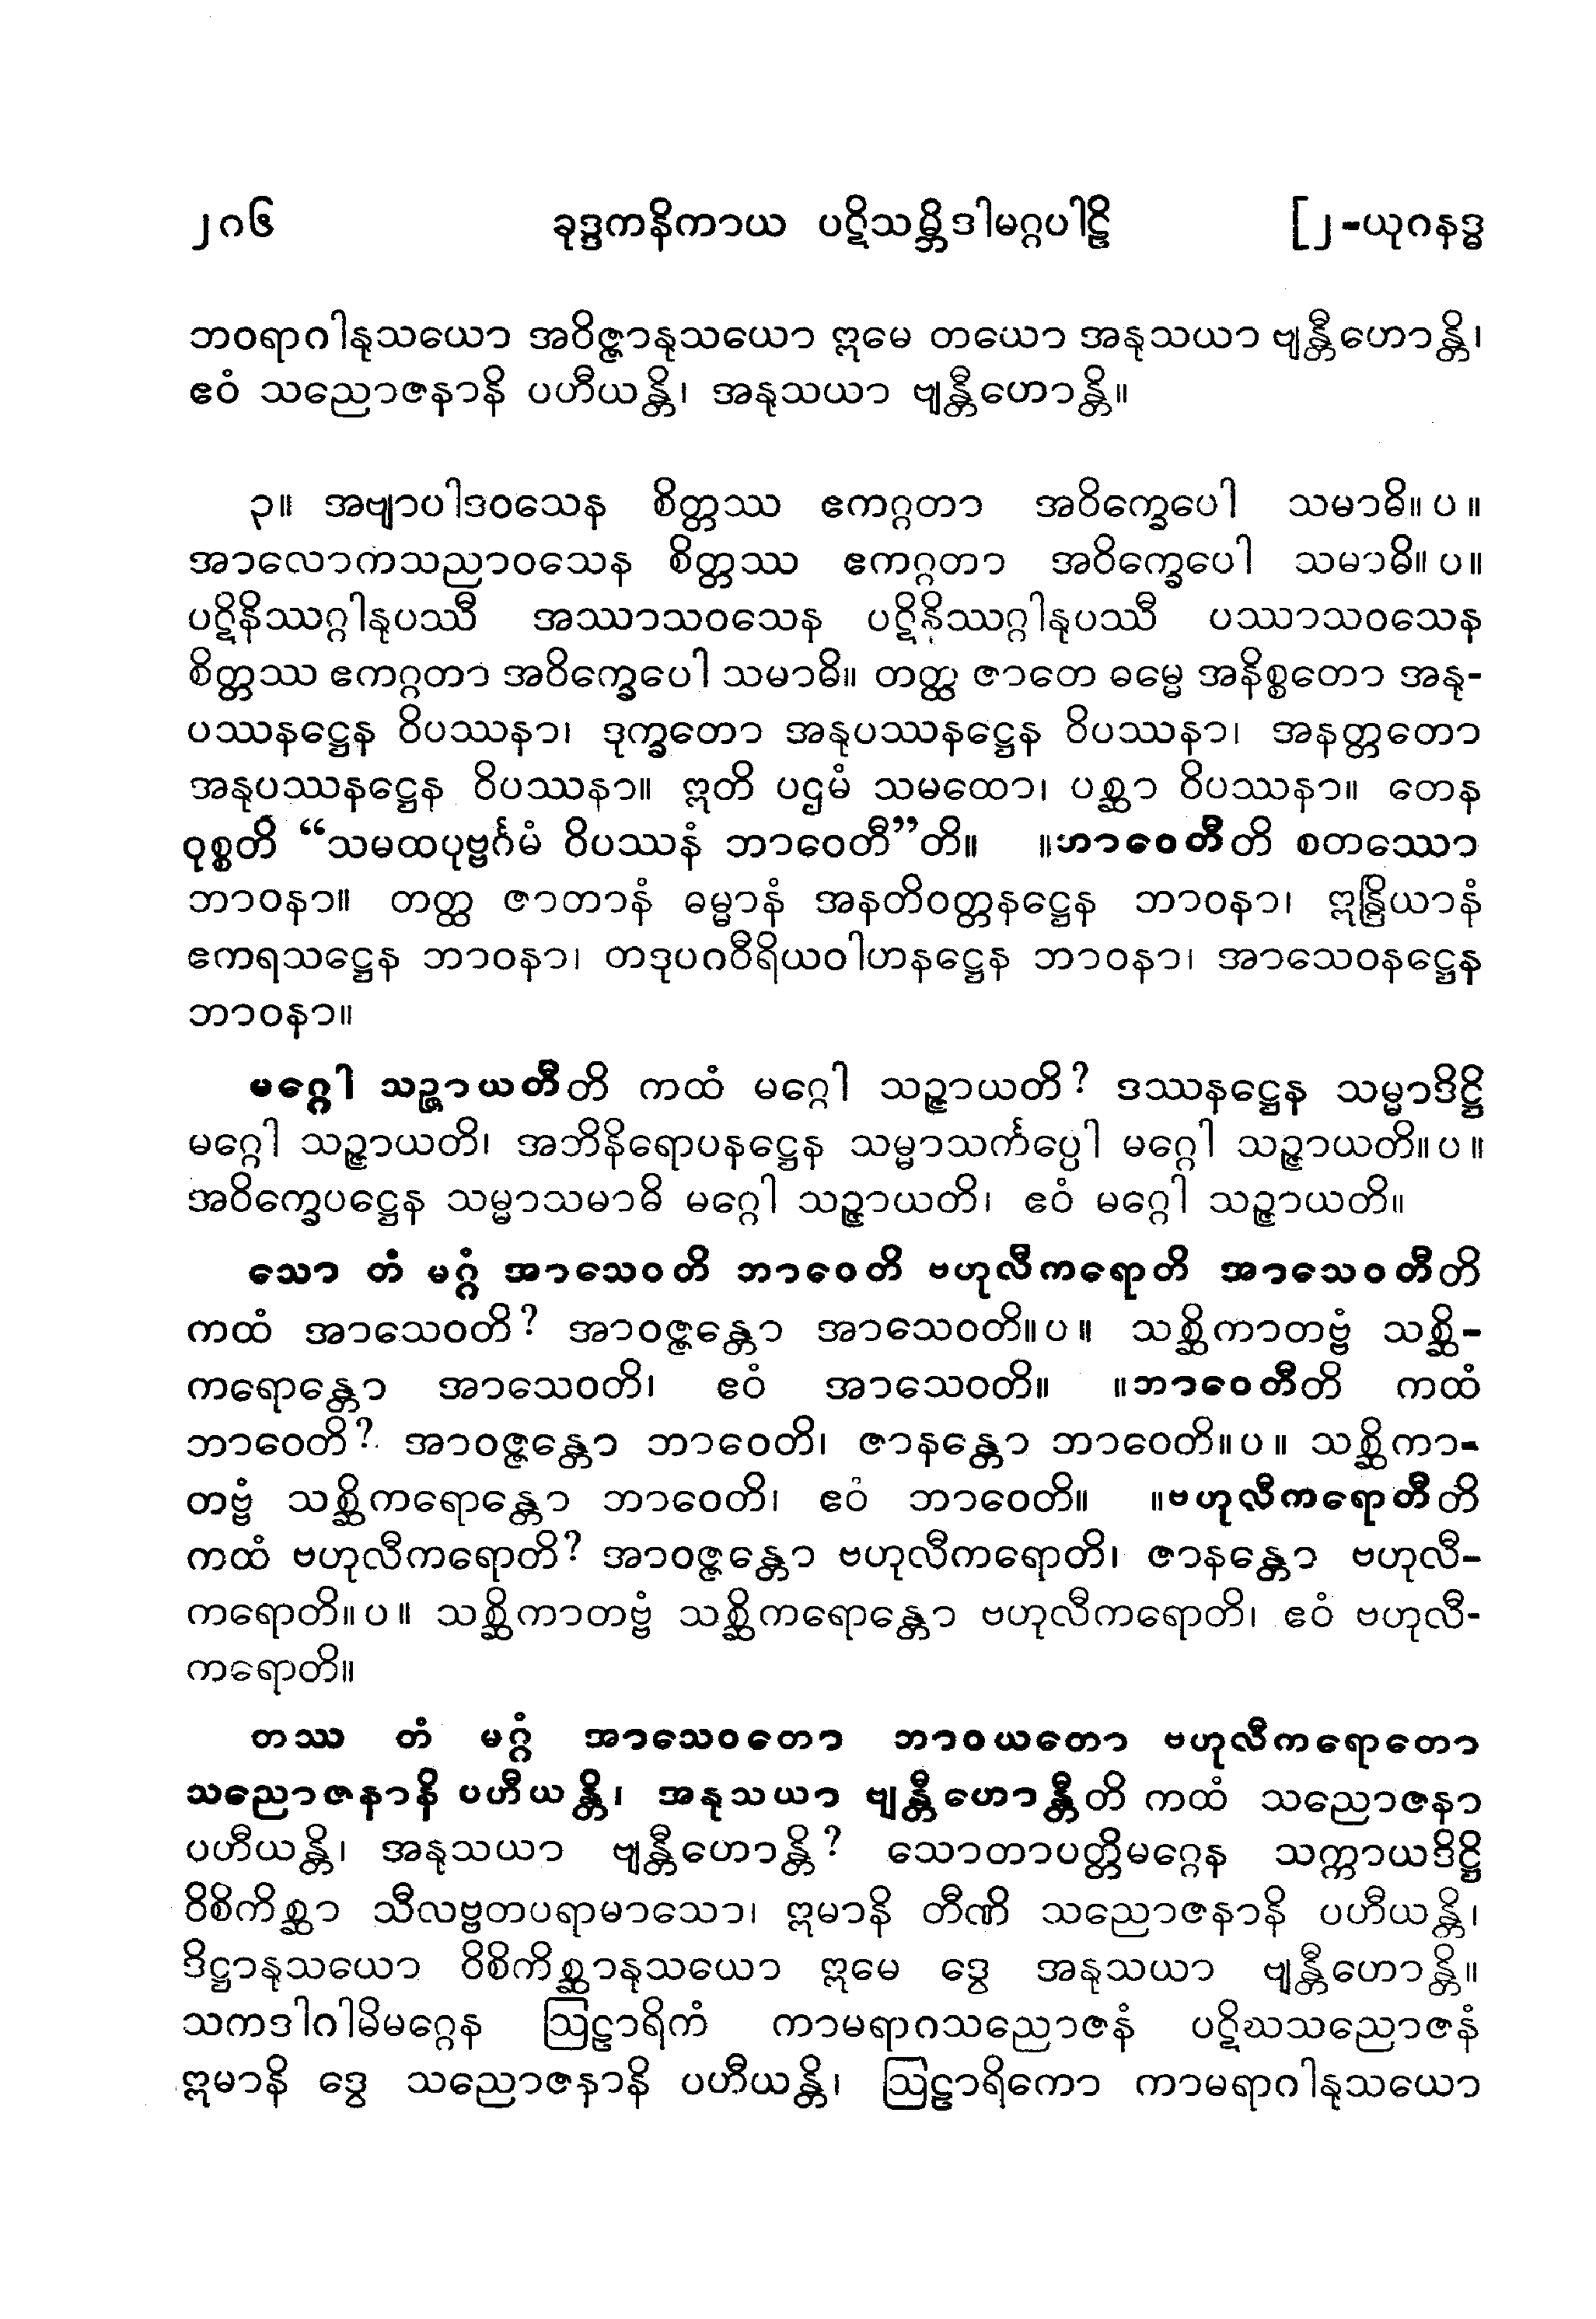 ၂၈၆ ခုဒ္ဒကနိကာယ ပဋိသမ္ဘိဒါမဂ္ဂပါဠိ [၂-ယုဂနဒ္ဓ
ဘဝရာဂါနုသယော အဝိဇ္ဇာနုသယော ဣမေ တယော အနုသယာ ဗျန္တီဟောန္တိ၊
ဧဝံ သညောဇနာနိ ပဟီယန္တိ၊ အနုသယာ ဗျန္တီဟောန္တိ။
၃။ အဗျာပါဒဝသေန စိတ္တဿ ဧကဂ္ဂတာ အဝိက္ခေပေါ သမာဓိ။ ပ ။
အာလောကသညာဝသေန စိတ္တဿ ဧကဂ္ဂတာ အဝိက္ခေပေါ သမာဓိ။ ပ။
ပဋိနိဿဂ္ဂါနုပဿီ အဿာသဝသေန ပဋိနိဿဂ္ဂါနုပဿီ ပဿာသဝသေန
စိတ္တဿ ဧကဂ္ဂတာ အဝိက္ခေပေါ သမာဓိ။ တတ္ထ ဇာတေ ဓမ္မေ အနိစ္စတော အနု-
ပဿနဋ္ဌေန ဝိပဿနာ၊ ဒုက္ခတော အနုပဿနဋ္ဌေန ဝိပဿနာ၊ အနတ္တတော
အနုပဿနဋ္ဌေန ဝိပဿနာ။ ဣတိ ပဌမံ သမထော၊ ပစ္ဆာ ဝိပဿနာ။ တေန
ဝုစ္စတိ “သမထပုဗ္ဗင်္ဂမံ ဝိပဿနံ ဘာဝေတီ”တိ။ ။ဘာဝေတီတိ စတဿော
ဘာဝနာ။ တတ္ထ ဇာတာနံ ဓမ္မာနံ အနတိဝတ္တနဋ္ဌေန ဘာဝနာ၊ ဣန္ဒြိယာနံ
ဧကရသဋ္ဌေန ဘာဝနာ၊ တဒုပဂဝီရိယဝါဟနဋ္ဌေန ဘာဝနာ၊ အာသေဝနဋ္ဌေန
ဘာဝနာ။
မဂ္ဂေါ သဉ္ဇာယတီတိ ကထံ မဂ္ဂေါ သဉ္ဇာယတိ? ဒဿနဋ္ဌေန သမ္မာဒိဋ္ဌိ
မဂ္ဂေါ သဉ္ဇာယတိ၊ အဘိနိရောပနဋ္ဌေန သမ္မာသင်္ကပ္ပေါ မဂ္ဂေါ သဉ္ဇာယတိ။ ပ ။
အဝိက္ခေပဋ္ဌေန သမ္မာသမာဓိ မဂ္ဂေါ သဉ္ဇာယတိ၊ ဧဝံ မဂ္ဂေါ သဉ္ဇာယတိ။
သော တံ မဂ္ဂံ အာသေဝတိ ဘာဝေတိ ဗဟုလီကရောတိ အာသေဝတီတိ
ကထံ အာသေဝတိ? အာဝဇ္ဇန္တော အာသေဝတိ။ ပ ။ သစ္ဆိကာတဗ္ဗံ သစ္ဆိ-
ကရောန္တော အာသေဝတိ၊ ဧဝံ အာသေဝတိ။ ။ဘာဝေတီတိ ကထံ
ဘာဝေတိ? အာဝဇ္ဇန္တော ဘာဝေတိ၊ ဇာနန္တော ဘာဝေတိ။ ပ ။ သစ္ဆိကာ-
တဗ္ဗံ သစ္ဆိကရောန္တော ဘာဝေတိ၊ ဧဝံ ဘာဝေတိ။ ။ဗဟုလီကရောတီတိ
ကထံ ဗဟုလီကရောတိ? အာဝဇ္ဇန္တော ဗဟုလီကရောတိ၊ ဇာနန္တော ဗဟုလီ-
ကရောတိ။ ပ ။ သစ္ဆိကာတဗ္ဗံ သစ္ဆိကရောန္တော ဗဟုလီကရောတိ၊ ဧဝံ ဗဟုလီ-
ကရောတိ။
တဿ တံ မဂ္ဂံ အာသေဝတော ဘာဝယတော ဗဟုလီကရောတော
သညောဇနာနိ ပဟီယန္တိ၊ အနုသယာ ဗျန္တီဟောန္တီတိ ကထံ သညောဇနာ
ပဟီယန္တိ၊ အနုသယာ ဗျန္တီဟောန္တိ? သောတာပတ္တိမဂ္ဂေန သက္ကာယဒိဋ္ဌိ
ဝိစိကိစ္ဆာ သီလဗ္ဗတပရာမာသော၊ ဣမာနိ တီဏိ သညောဇနာနိ ပဟီယန္တိ၊
ဒိဋ္ဌာနုသယော ဝိစိကိစ္ဆာနုသယော ဣမေ ဒွေ အနုသယာ ဗျန္တီဟောန္တိ။
သကဒါဂါမိမဂ္ဂေန ဩဠာရိကံ ကာမရာဂသညောဇနံ ပဋိဃသညောဇနံ
ဣမာနိ ဒွေ သညောဇနာနိ ပဟီယန္တိ၊ ဩဠာရိကော ကာမရာဂါနုသယော